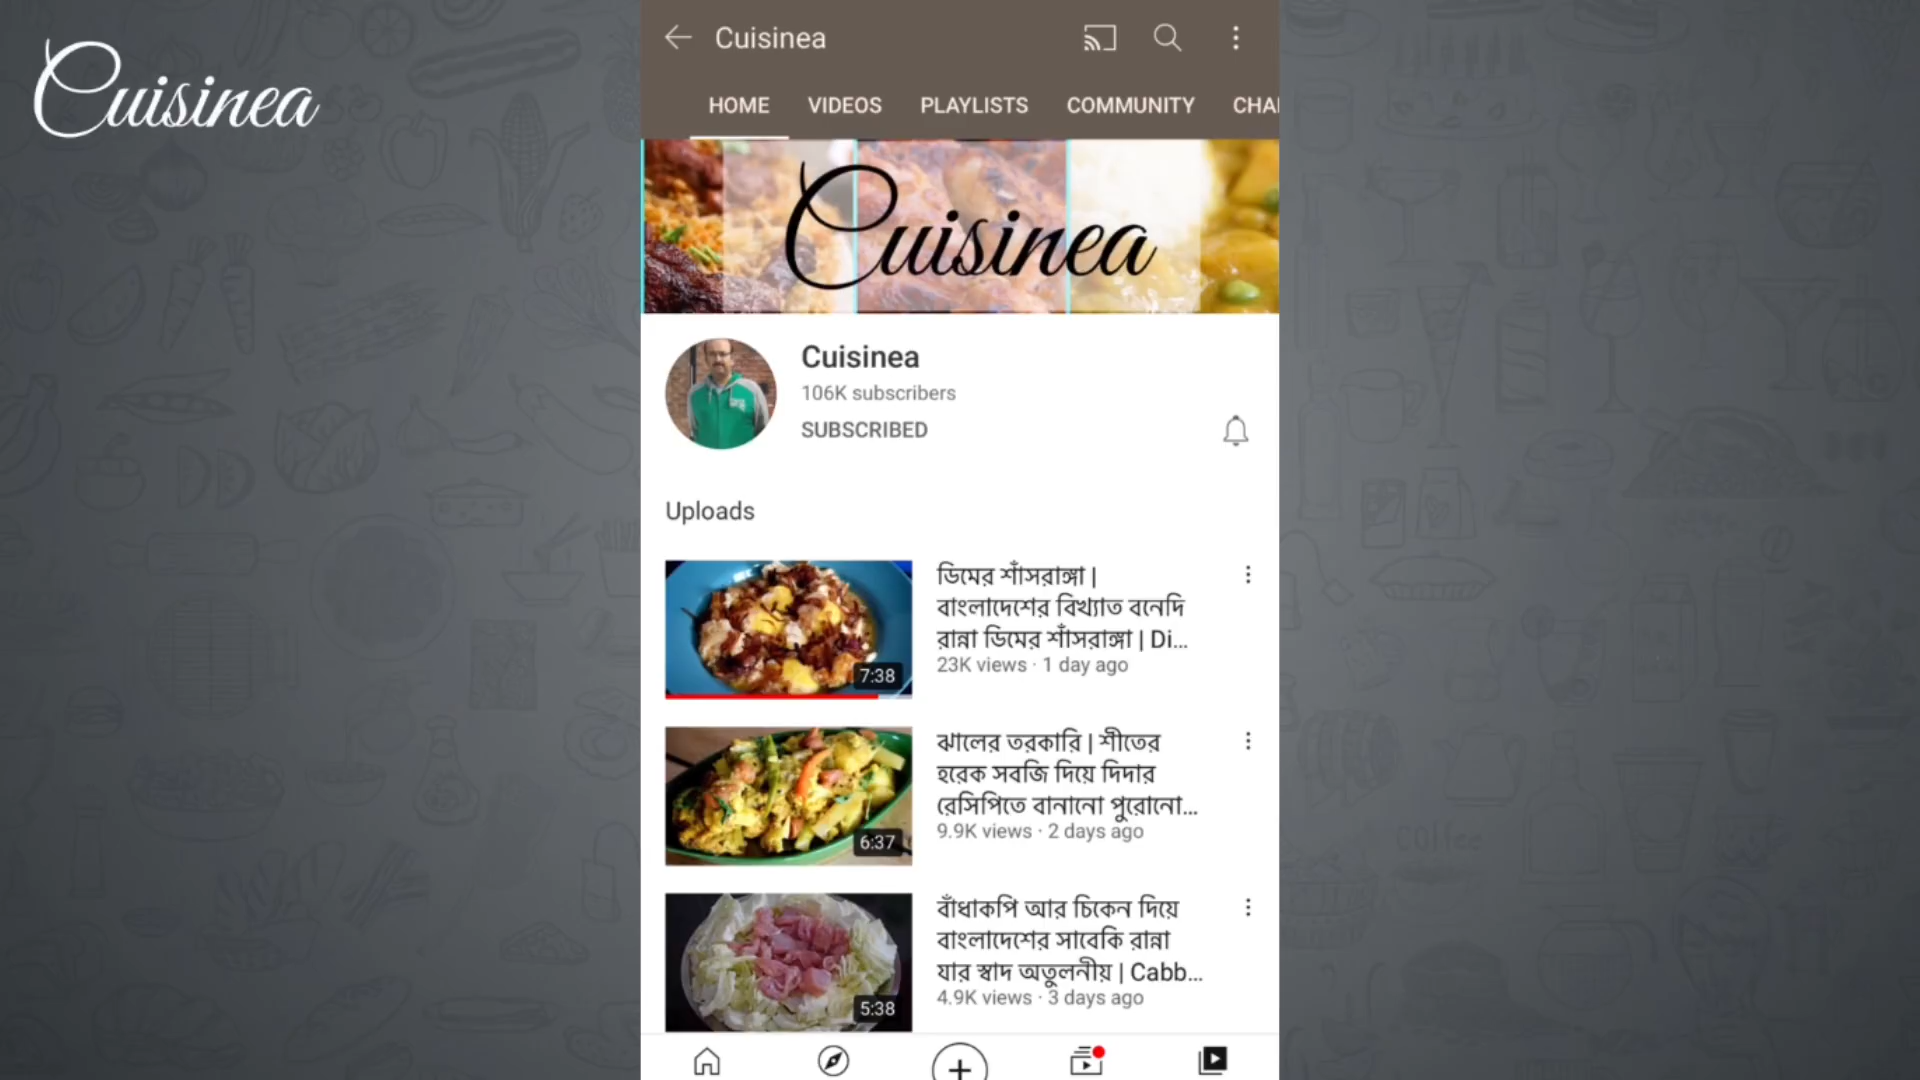 Cuisinea
Cuisinea
HOME VIDEOS PLAYLISTS COMMUNITY CHA
Cuisinea
Cuisinea
106K subscribers
SUBSCRIBED
Uploads
ডিমের শাঁসরাঙ্গা |
বাংলাদেশের বিখ্যাত বনেদি
রান্না ডিমের শাঁসরাঙ্গা | Di...
23K views · 1 day ago
7:38
ঝালের তরকারি | শীতের
হরেক সবজি দিয়ে দিদার
রেসিপিতে বানানো পুরোনো...
9.9K views · 2 days ago
6:37
বাঁধাকপি আর চিকেন দিয়ে
বাংলাদেশের সাবেকি রান্না
যার স্বাদ অতুলনীয় | Cabb...
4.9K views · 3 days ago
5:38
coffee